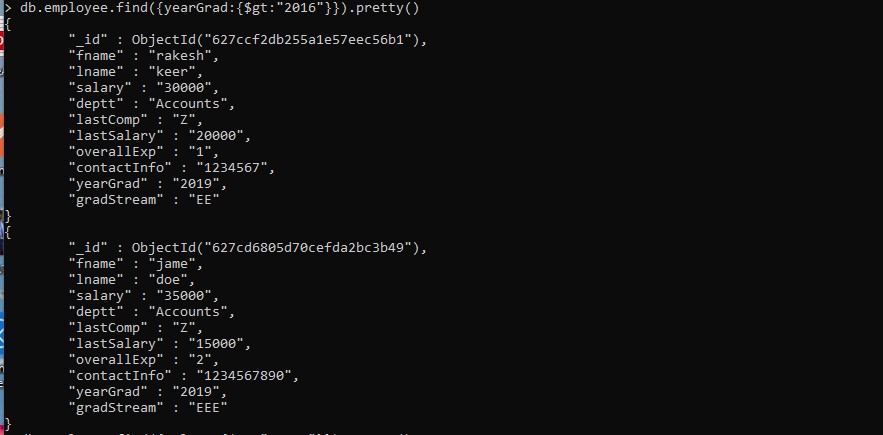 > db.employee.find({yearGrad:{$gt:"2016"}}).pretty()
{
"_id" : ObjectId("627ccf2db255a1e57eec56b1"),
"fname" : "rakesh",
"lname" : "keer",
"salary" : "30000",
"deptt" : "Accounts",
"lastComp" : "Z",
"lastSalary" : "20000",
"overallExp" : "1",
"contactInfo" : "1234567",
"yearGrad" : "2019",
"gradStream" : "EE"
}
{
"_id" : ObjectId("627cd6805d70cefda2bc3b49"),
"fname" : "jame",
"lname" : "doe",
"salary" : "35000",
"deptt" : "Accounts",
"lastComp" : "Z",
"lastSalary" : "15000",
"overallExp" : "2",
"contactInfo" : "1234567890",
"yearGrad" : "2019",
"gradStream" : "EEE"
}